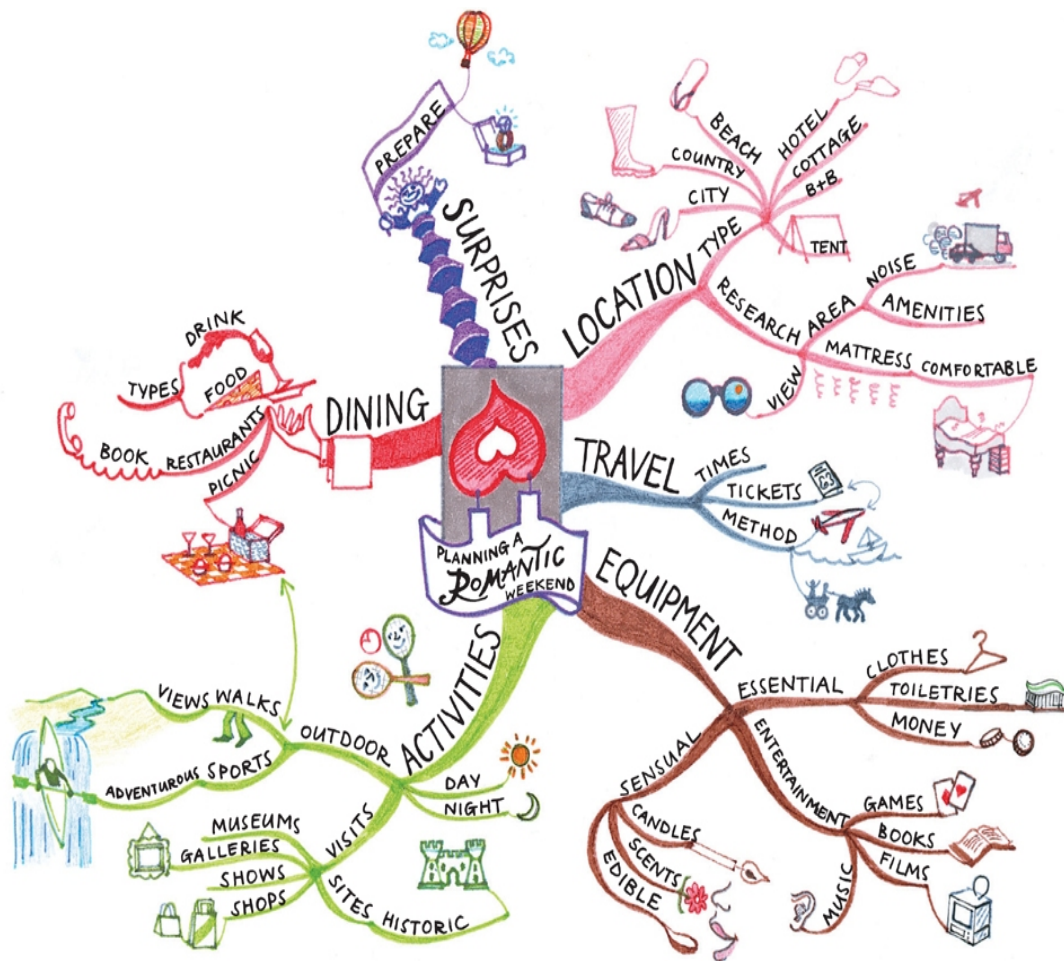 PLANNING A
ROMANTIC
WEEKEND
SURPRISES
PREPARE
LOCATION
TYPE
CITY
COUNTRY
BEACH
HOTEL
COTTAGE
B+B
TENT
RESEARCH
AREA
NOISE
AMENITIES
MATTRESS
COMFORTABLE
VIEW
TRAVEL
TIMES
TICKETS
METHOD
EQUIPMENT
ESSENTIAL
CLOTHES
TOILETRIES
MONEY
ENTERTAINMENT
GAMES
BOOKS
FILMS
MUSIC
SENSUAL
CANDLES
SCENTS
EDIBLE
ACTIVITIES
DAY
NIGHT
OUTDOOR
WALKS
VIEWS
SPORTS
ADVENTUROUS
VISITS
MUSEUMS
GALLERIES
SHOWS
SHOPS
SITES
HISTORIC
DINING
FOOD
DRINK
TYPES
RESTAURANTS
BOOK
PICNIC